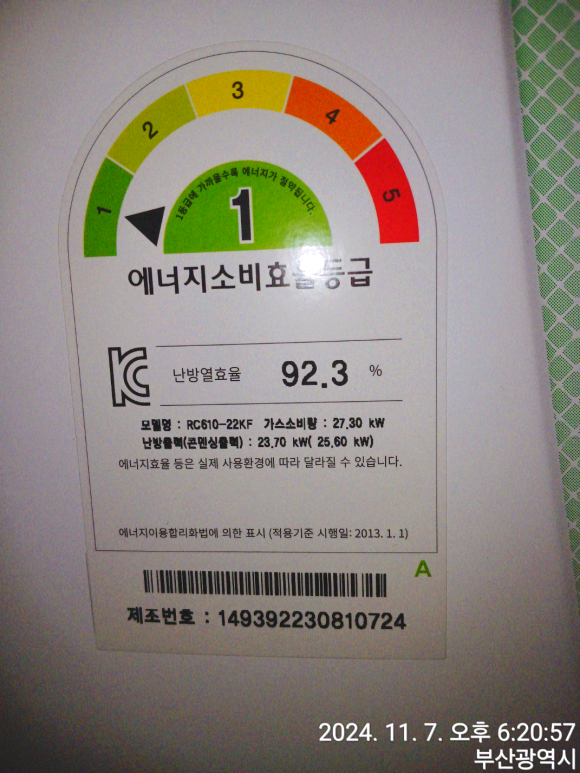 1 2 3 4 5
1등급에 가까울수록 에너지가 절약됩니다.
1
에너지소비효율등급
난방열효율 92.3 %
모델명 : RC610-22KF 가스소비량 : 27.30 kW
난방출력(콘덴싱출력) : 23.70 kW( 25.60 kW)
에너지효율 등은 실제 사용환경에 따라 달라질 수 있습니다.
에너지이용합리화법에 의한 표시 (적용기준 시행일: 2013. 1. 1)
A
제조번호 : 149392230810724
2024. 11. 7. 오후 6:20:57
부산광역시